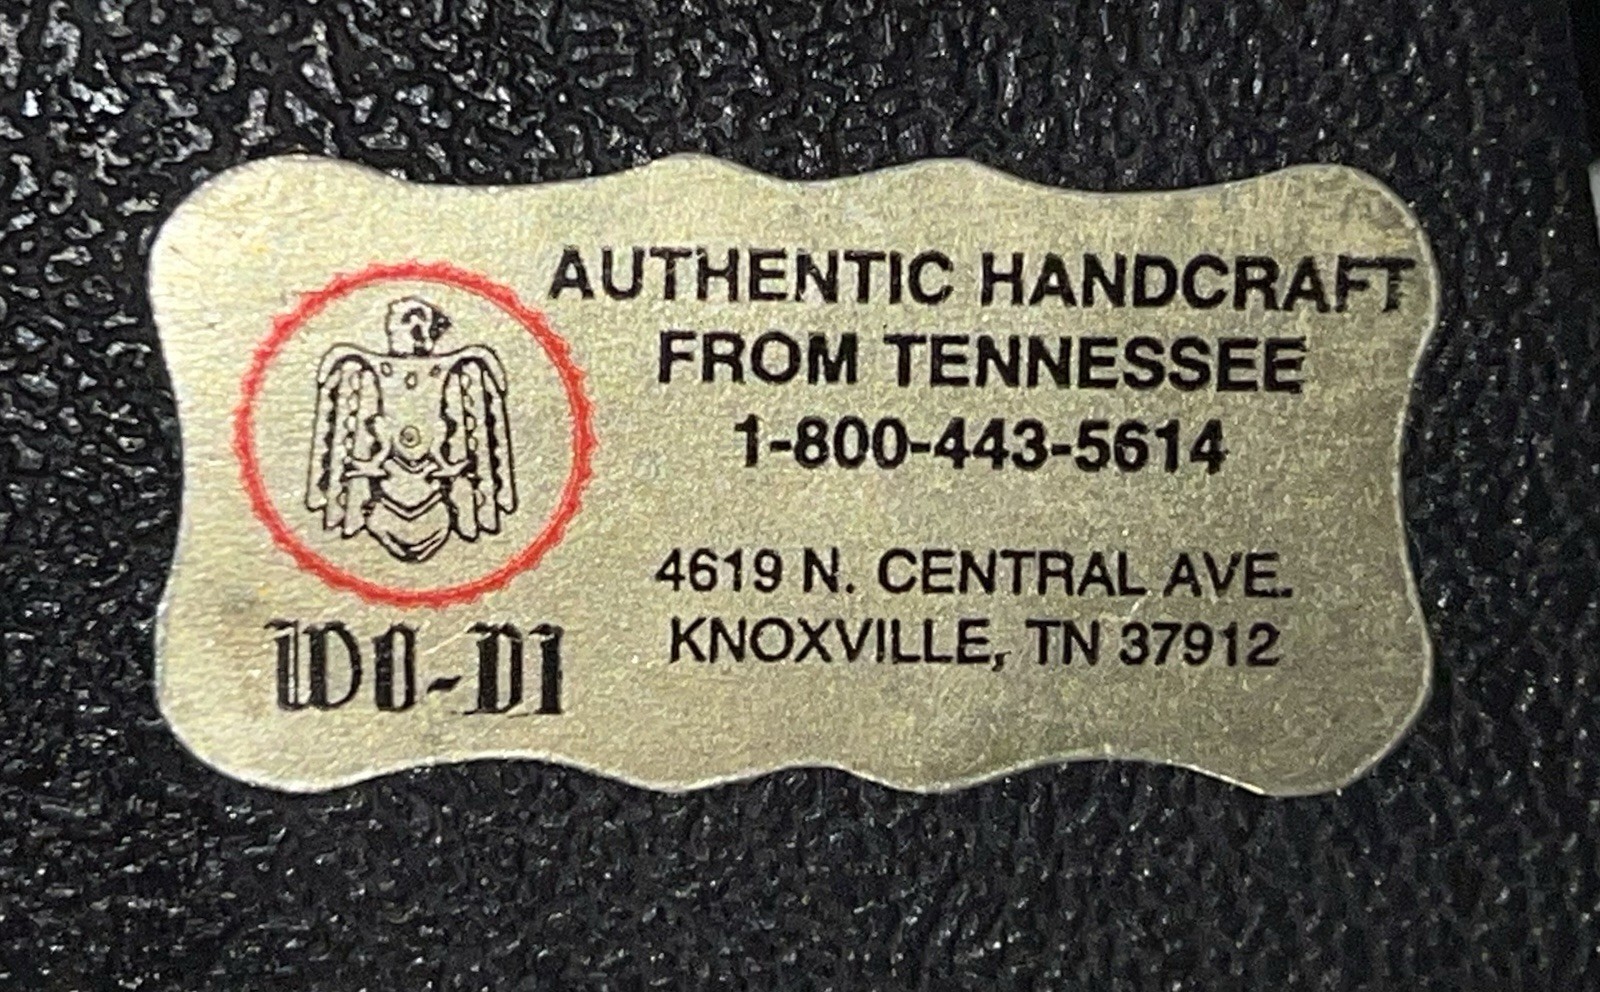 AUTHENTIC HANDCRAFT
FROM TENNESSEE
1-800-443-5614
4619 N. CENTRAL AVE.
KNOXVILLE, TN 37912
WO-DI